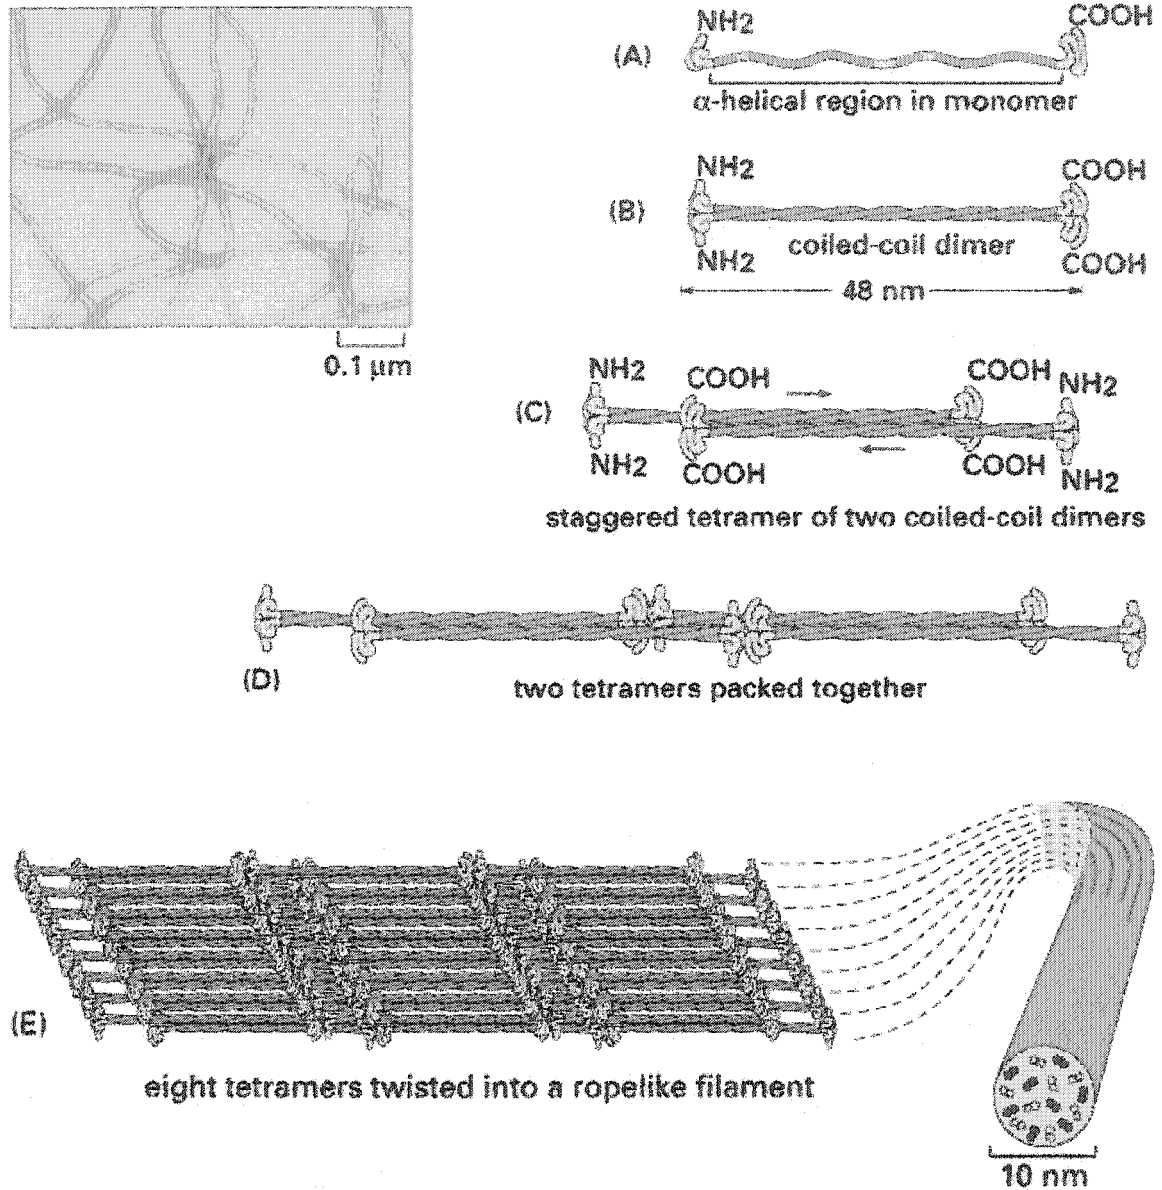 NH2
COOH
(A)
α-helical region in monomer
NH2
COOH
(B)
coiled-coil dimer
NH2
COOH
48 nm
0.1 μm
NH2
COOH
COOH
NH2
(C)
NH2
COOH
COOH
NH2
staggered tetramer of two coiled-coil dimers
(D)
two tetramers packed together
(E)
eight tetramers twisted into a ropelike filament
10 nm